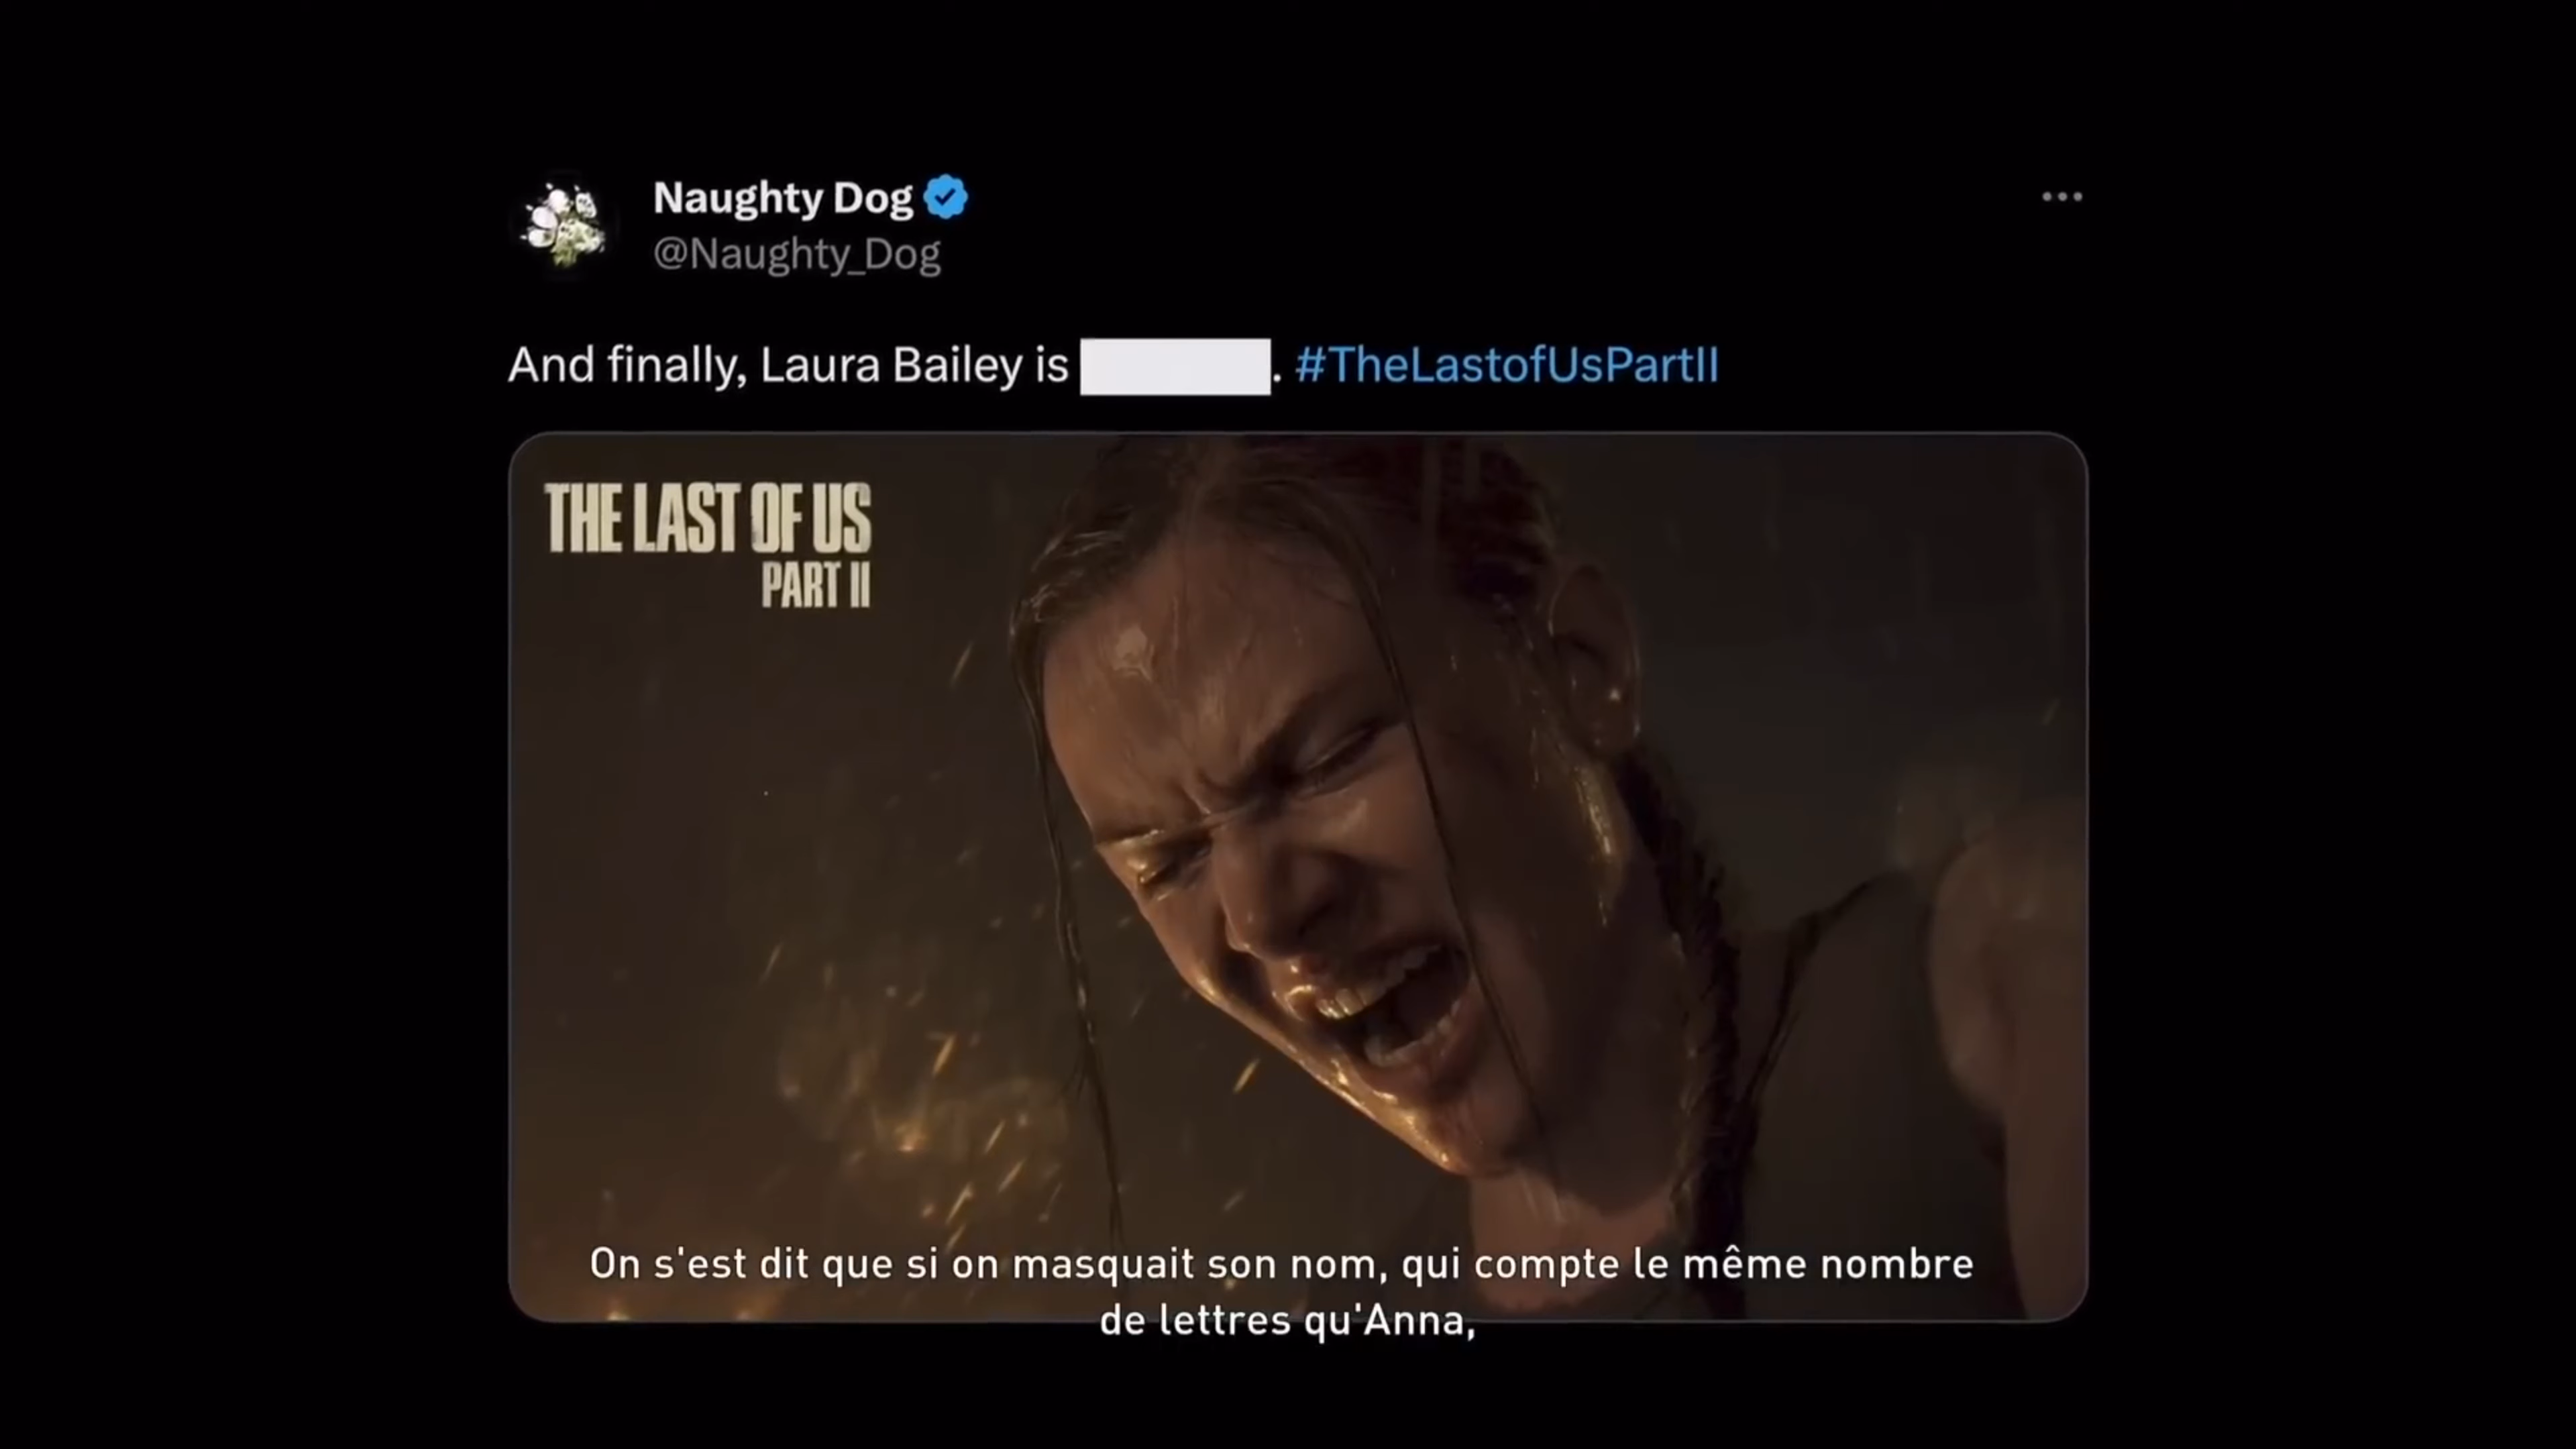 Naughty Dog
@Naughty_Dog
And finally, Laura Bailey is . #TheLastofUsPartII
THE LAST OF US
PART II
On s'est dit que si on masquait son nom, qui compte le même nombre
de lettres qu'Anna,